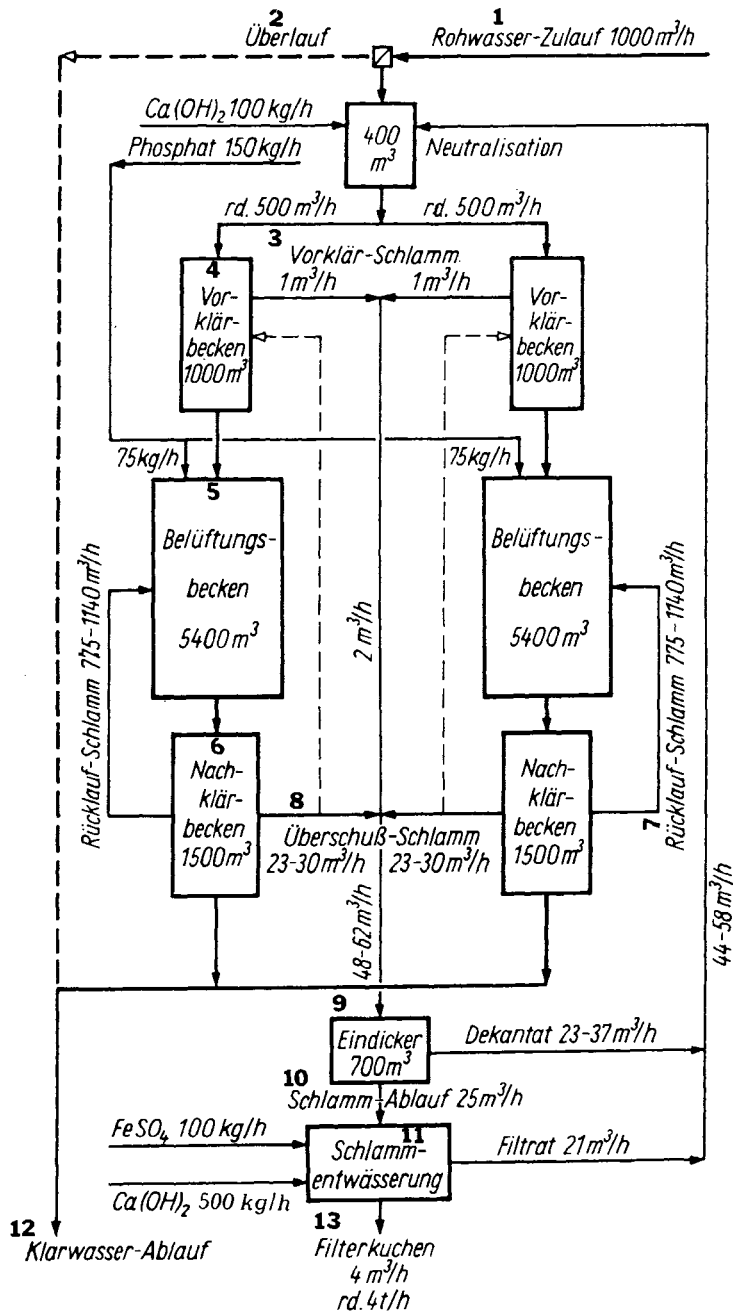 2
1
Überlauf
Rohwasser-Zulauf 1000 m³/h
Ca(OH)₂ 100 kg/h
400
m³
Neutralisation
Phosphat 150 kg/h
rd. 500 m³/h
rd. 500 m³/h
3
Vorklär-Schlamm
1 m³/h
1 m³/h
4
Vor-
klär-
becken
1000 m³
Vor-
klär-
becken
1000 m³
75 kg/h
75 kg/h
5
Belüftungs-
becken
5400 m³
Belüftungs-
becken
5400 m³
Rücklauf-Schlamm 775-1140 m³/h
2 m³/h
Rücklauf-Schlamm 775-1140 m³/h
6
Nach-
klär-
becken
1500 m³
Nach-
klär-
becken
1500 m³
8
7
Überschuß-Schlamm
23-30 m³/h
23-30 m³/h
48-62 m³/h
44-58 m³/h
9
Eindicker
700 m³
Dekantat 23-37 m³/h
10
Schlamm-Ablauf 25 m³/h
FeSO₄ 100 kg/h
11
Schlamm-
entwässerung
Filtrat 21 m³/h
Ca(OH)₂ 500 kg/h
12
Klarwasser-Ablauf
13
Filterkuchen
4 m³/h
rd. 4t/h